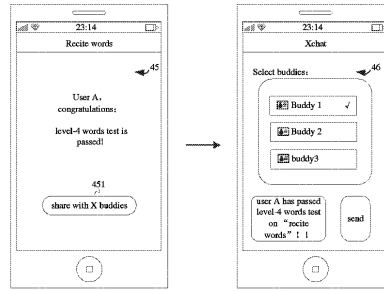 23:14
Recite words
45
User A,
congratulations:
level-4 words test is
passed!
451
share with X buddies
23:14
Xchat
46
Select buddies:
Buddy 1 ✓
Buddy 2
buddy3
user A has passed
level-4 words test
on “recite
words”！！
send